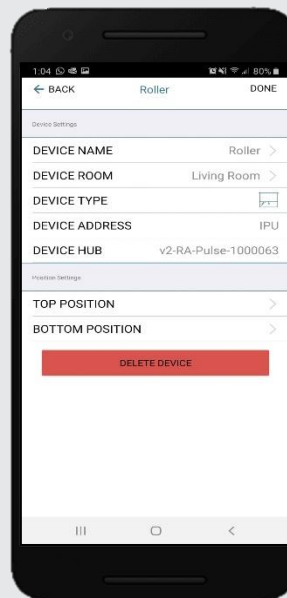 1:04 80%
← BACK Roller DONE
Device Settings
DEVICE NAME Roller >
DEVICE ROOM Living Room >
DEVICE TYPE
DEVICE ADDRESS IPU
DEVICE HUB v2-RA-Pulse-1000063
Position Settings
TOP POSITION >
BOTTOM POSITION >
DELETE DEVICE